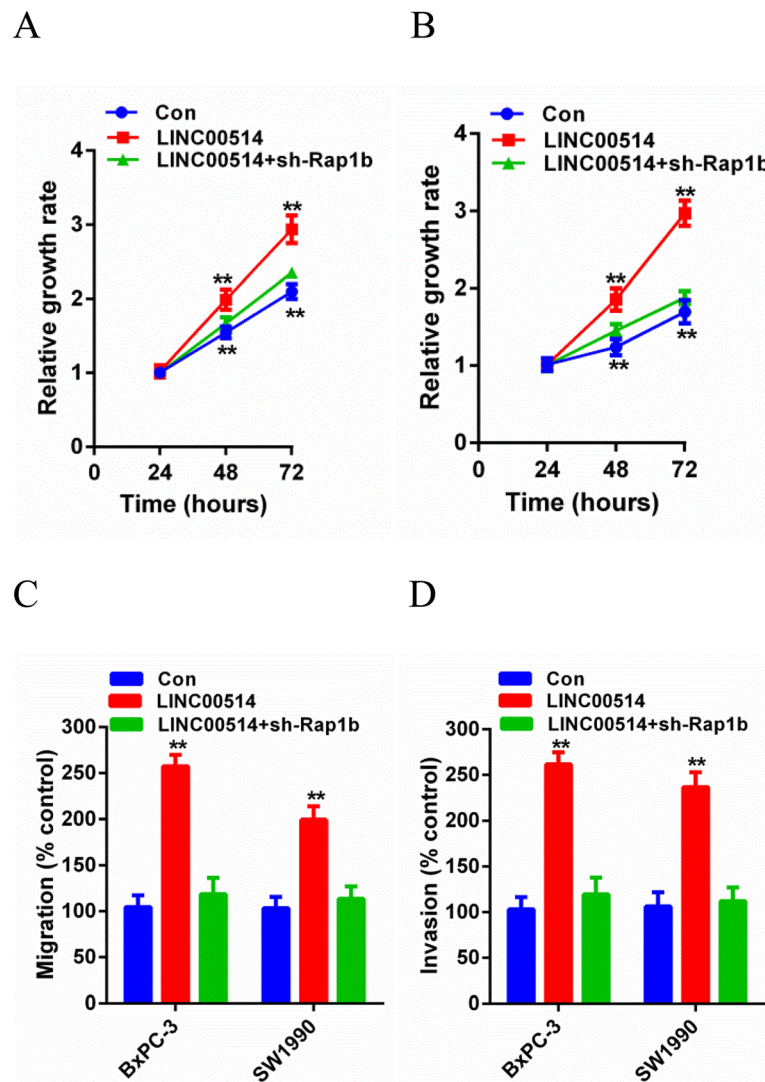 A
Con
LINC00514
LINC00514+sh-Rap1b
Relative growth rate
4
3
2
1
0
**
**
**
**
0 24 48 72
Time (hours)
B
Con
LINC00514
LINC00514+sh-Rap1b
Relative growth rate
4
3
2
1
0
**
**
**
**
0 24 48 72
Time (hours)
C
Con
LINC00514
LINC00514+sh-Rap1b
Migration (% control)
300
250
200
150
100
50
0
**
**
BxPC-3
SW1990
D
Con
LINC00514
LINC00514+sh-Rap1b
Invasion (% control)
300
250
200
150
100
50
0
**
**
BxPC-3
SW1990